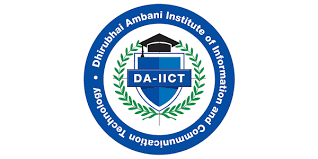 Dhirubhai Ambani Institute of Information and Communication Technology
DA-IICT